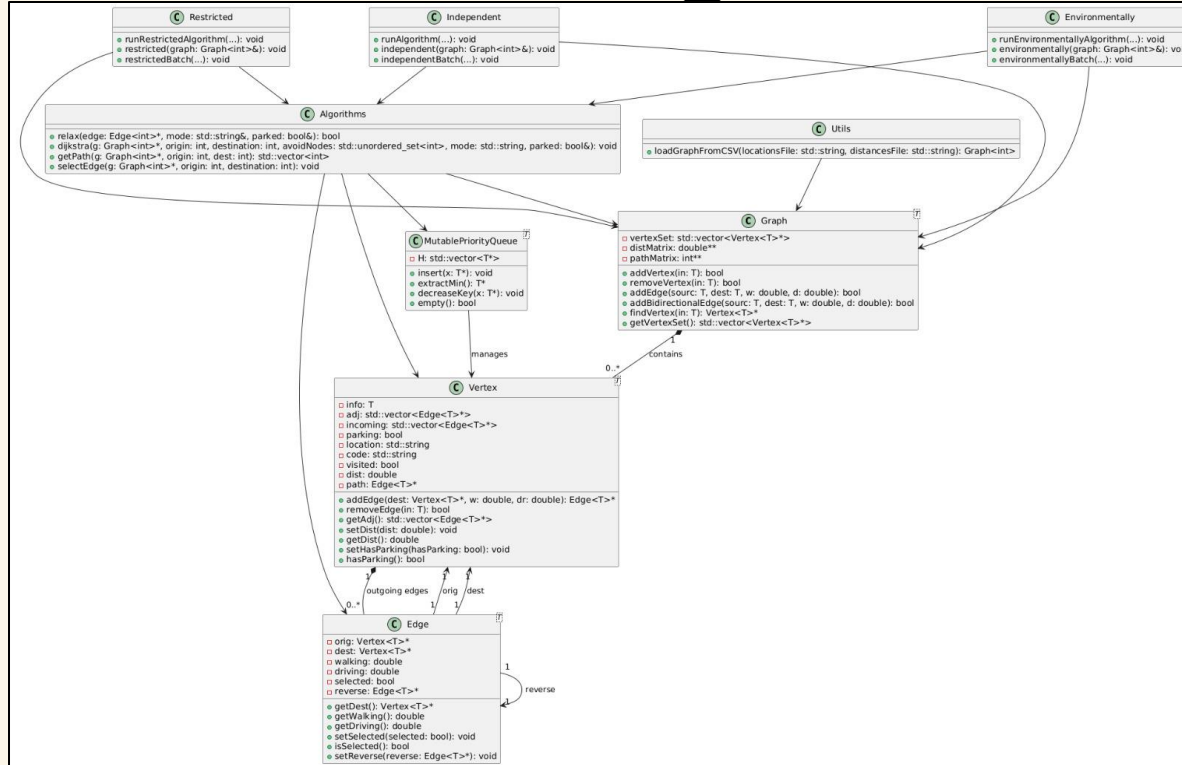 C Restricted
runRestrictedAlgorithm(...): void
restricted(graph: Graph<int>&): void
restrictedBatch(...): void
C Independent
runAlgorithm(...): void
independent(graph: Graph<int>&): void
independentBatch(...): void
C Environmentally
runEnvironmentallyAlgorithm(...): void
environmentally(graph: Graph<int>&): vo
environmentallyBatch(...): void
C Algorithms
relax(edge: Edge<int>*, mode: std::string&, parked: bool&): bool
dijkstra(g: Graph<int>*, origin: int, destination: int, avoidNodes: std::unordered_set<int>, mode: std::string, parked: bool&): void
getPath(g: Graph<int>*, origin: int, dest: int): std::vector<int>
selectEdge(g: Graph<int>*, origin: int, destination: int): void
C Utils
loadGraphFromCSV(locationsFile: std::string, distancesFile: std::string): Graph<int>
C MutablePriorityQueue T
H: std::vector<T*>
insert(x: T*): void
extractMin(): T*
decreaseKey(x: T*): void
empty(): bool
C Graph T
vertexSet: std::vector<Vertex<T>*>
distMatrix: double**
pathMatrix: int**
addVertex(in: T): bool
removeVertex(in: T): bool
addEdge(sourc: T, dest: T, w: double, d: double): bool
addBidirectionalEdge(sourc: T, dest: T, w: double, d: double): bool
findVertex(in: T): Vertex<T>*
getVertexSet(): std::vector<Vertex<T>*>
manages
1
contains
0..*
C Vertex T
info: T
adj: std::vector<Edge<T>*>
incoming: std::vector<Edge<T>*>
parking: bool
location: std::string
code: std::string
visited: bool
dist: double
path: Edge<T>*
addEdge(dest: Vertex<T>*, w: double, dr: double): Edge<T>*
removeEdge(in: T): bool
getAdj(): std::vector<Edge<T>*>
setDist(dist: double): void
getDist(): double
setHasParking(hasParking: bool): void
hasParking(): bool
1 1 1
outgoing edges orig dest
0..* 1 1
C Edge T
orig: Vertex<T>*
dest: Vertex<T>*
walking: double
driving: double
selected: bool
reverse: Edge<T>*
getDest(): Vertex<T>*
getWalking(): double
getDriving(): double
setSelected(selected: bool): void
isSelected(): bool
setReverse(reverse: Edge<T>*): void
1
reverse
1